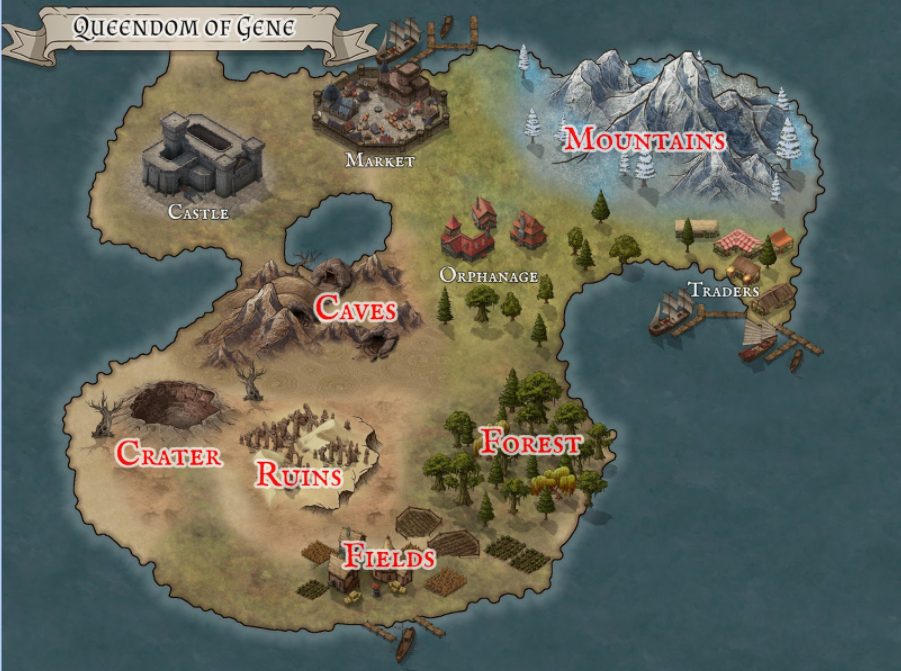 Queendom of Gene
Market
Mountains
Castle
Orphanage
Traders
Caves
Crater
Ruins
Forest
Fields